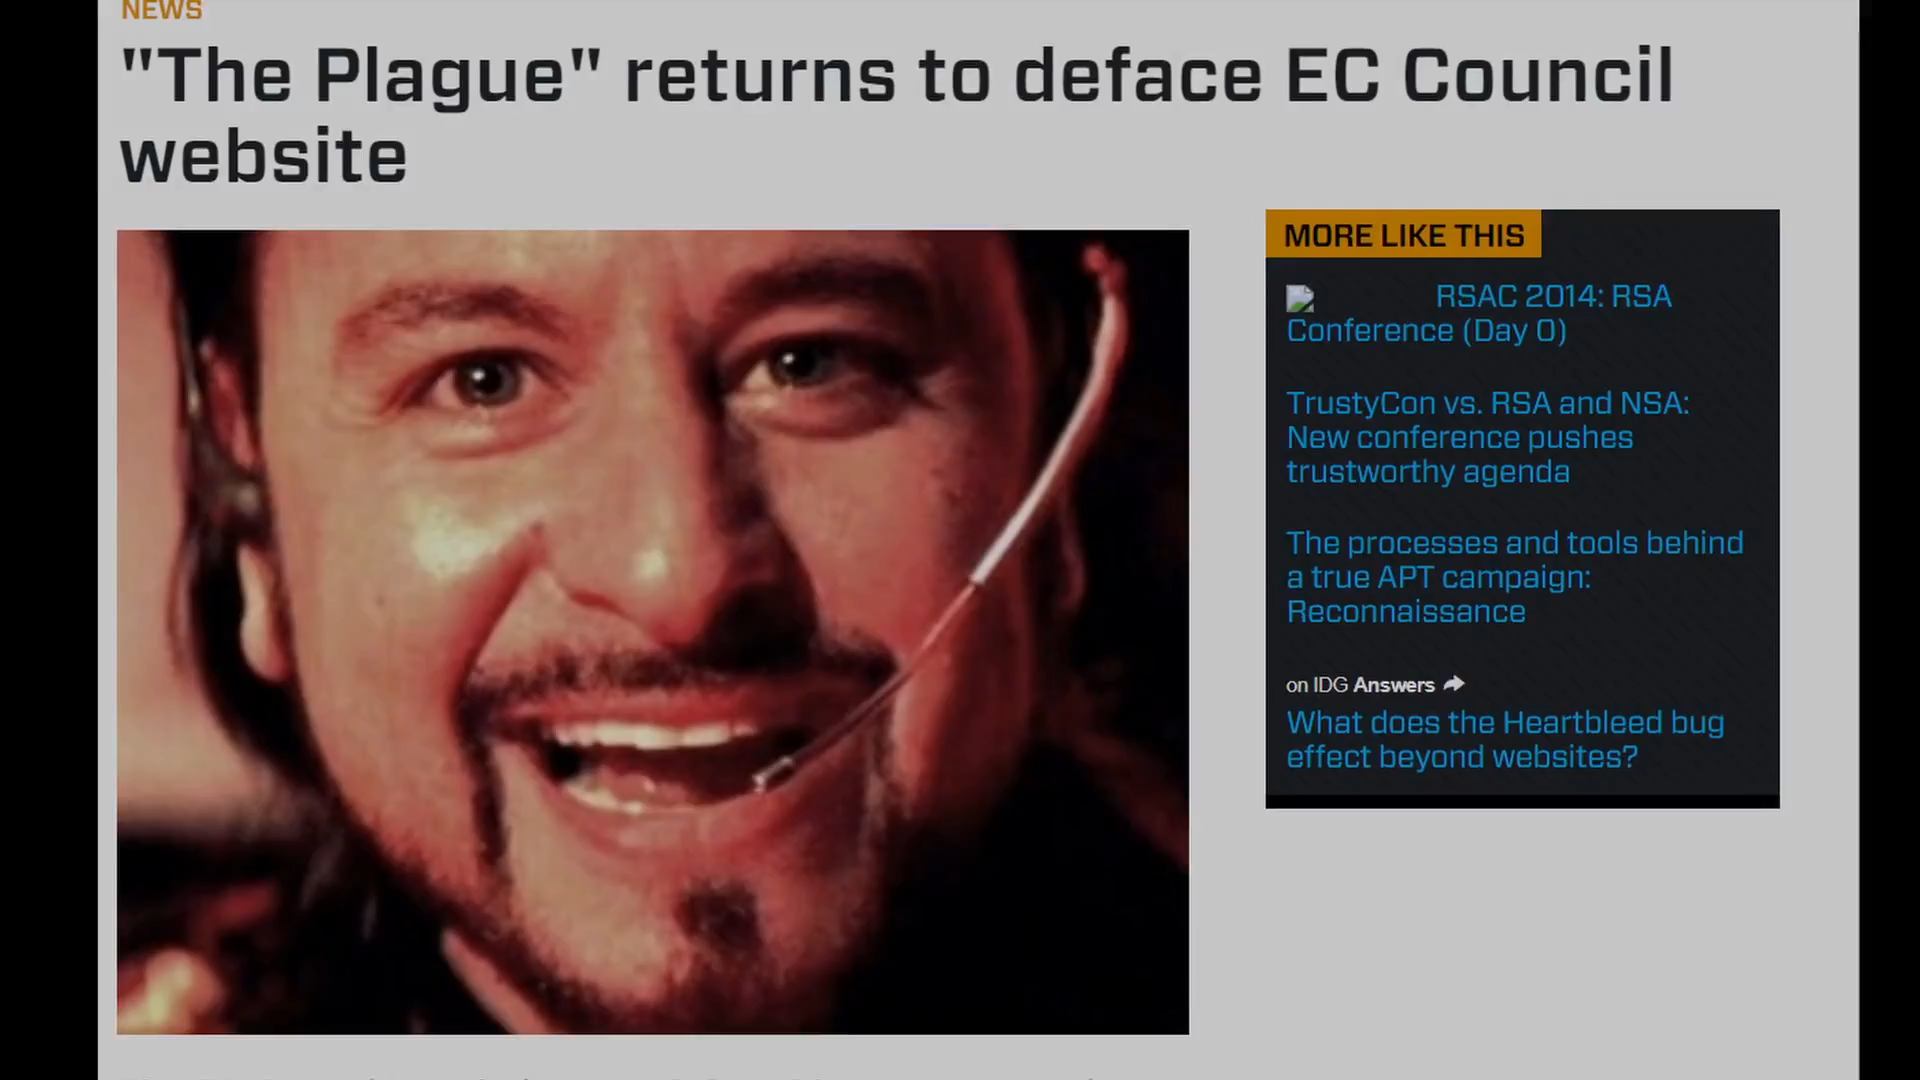 NEWS
"The Plague" returns to deface EC Council
website
MORE LIKE THIS
RSAC 2014: RSA
Conference (Day 0)
TrustyCon vs. RSA and NSA:
New conference pushes
trustworthy agenda
The processes and tools behind
a true APT campaign:
Reconnaissance
on IDG Answers
What does the Heartbleed bug
effect beyond websites?